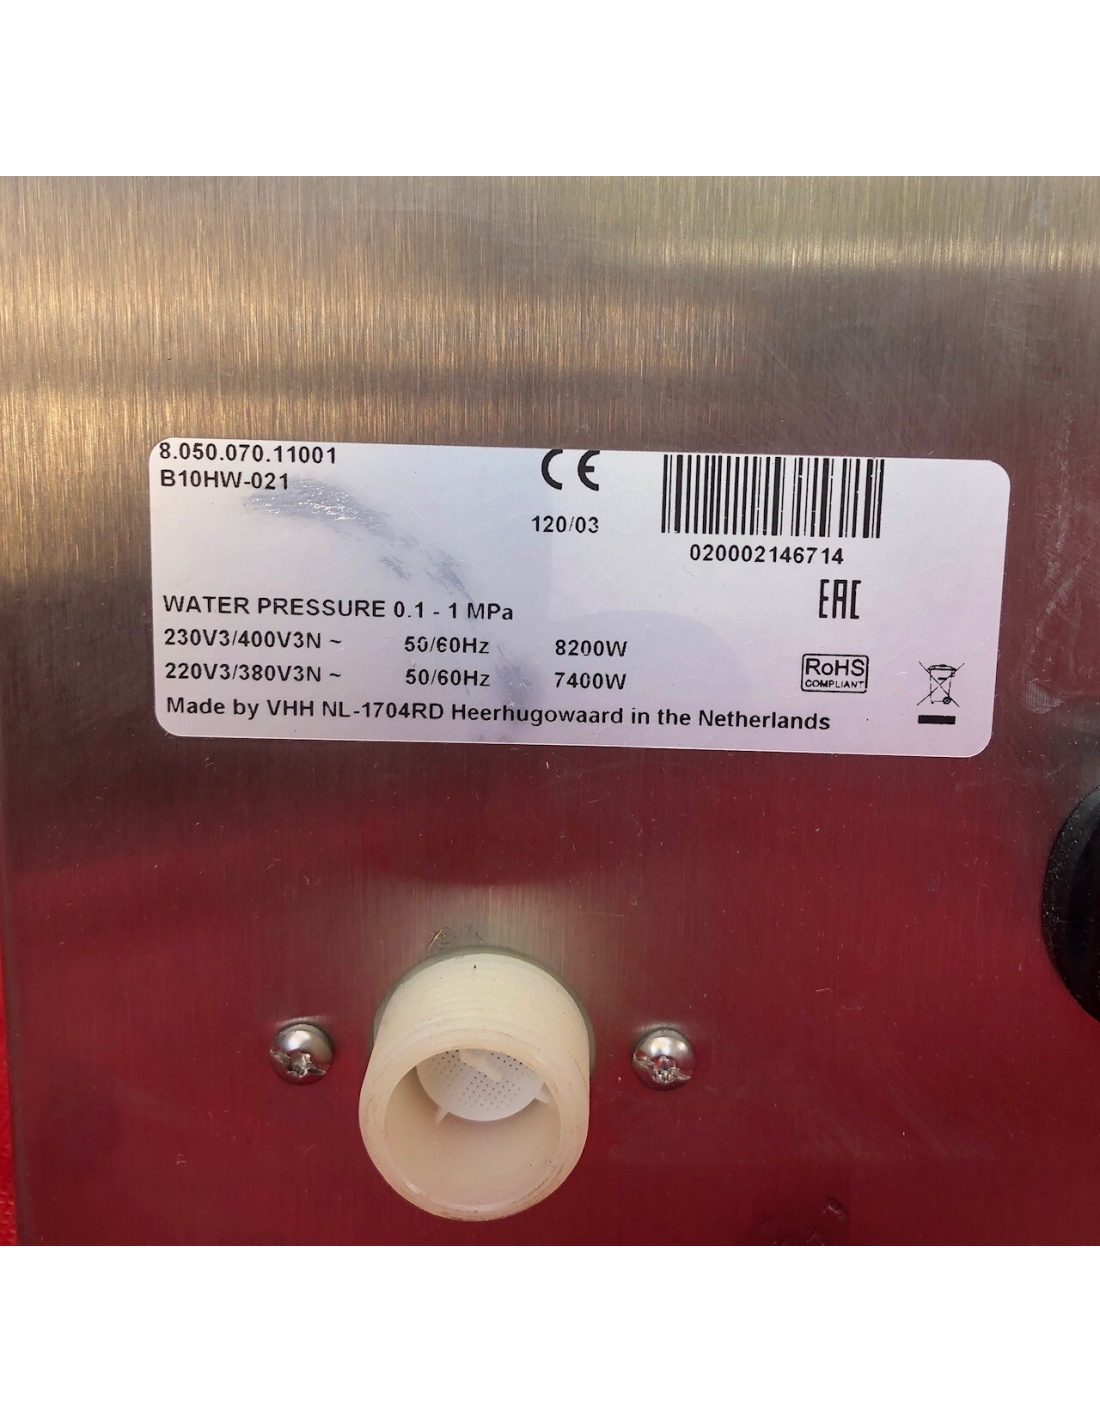 8.050.070.11001
B10HW-021
CE
120/03
020002146714
EAC
WATER PRESSURE 0.1 - 1 MPa
230V3/400V3N ~ 50/60Hz 8200W
220V3/380V3N ~ 50/60Hz 7400W
RoHS
COMPLIANT
Made by VHH NL-1704RD Heerhugowaard in the Netherlands